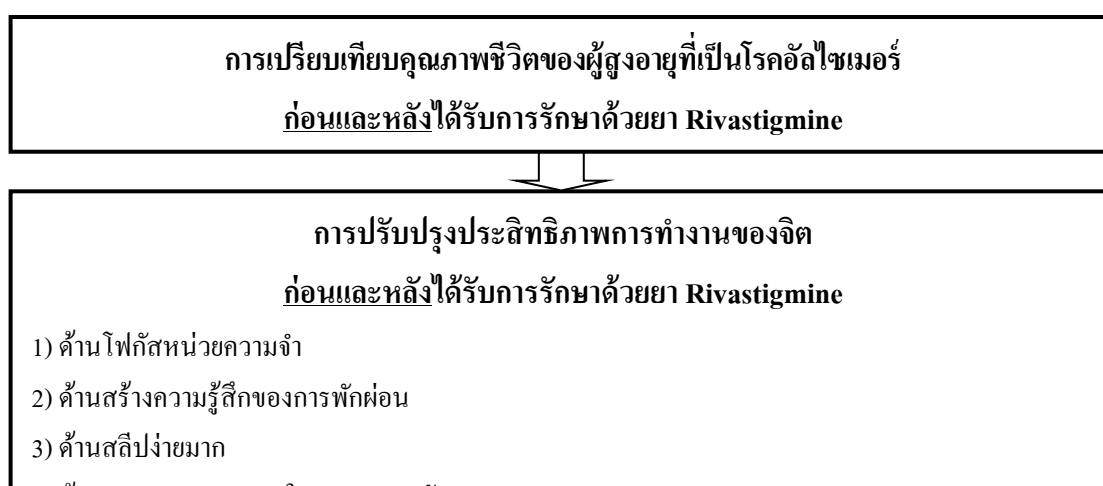 การเปรียบเทียบคุณภาพชีวิตของผู้สูงอายุที่เป็นโรคอัลไซเมอร์
ก่อนและหลังได้รับการรักษาด้วยยา Rivastigmine
การปรับปรุงประสิทธิภาพการทำงานของจิต
ก่อนและหลังได้รับการรักษาด้วยยา Rivastigmine
1) ด้านโฟกัสหน่วยความจำ
2) ด้านสร้างความรู้สึกของการพักผ่อน
3) ด้านสลีปง่ายมาก